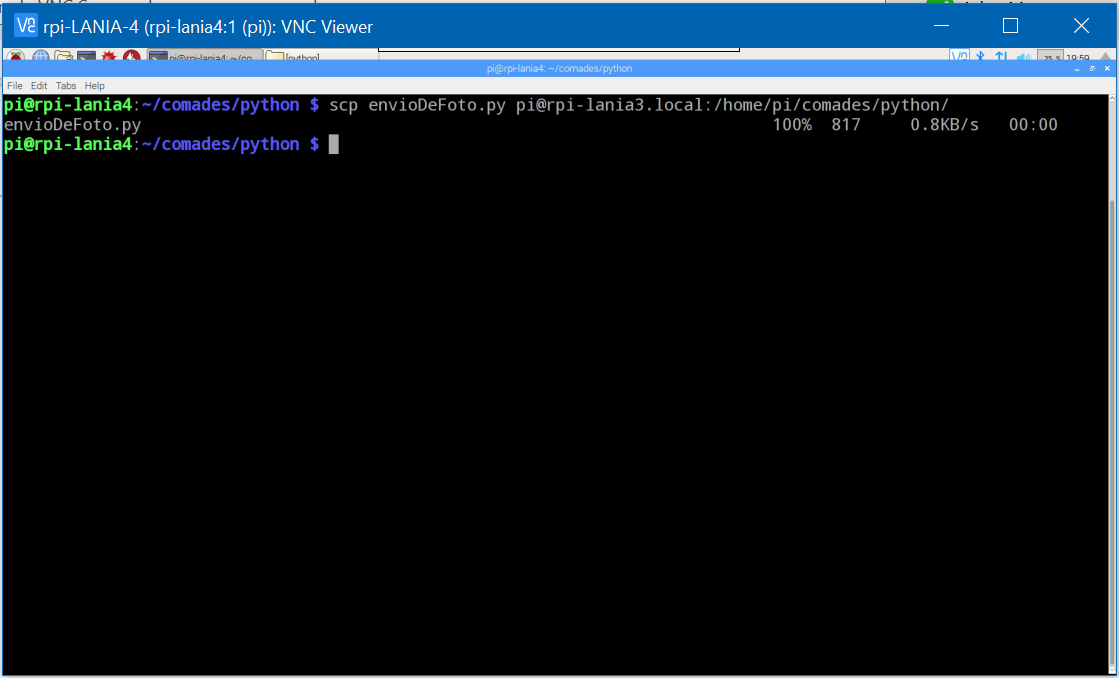 rpi-LANIA-4 (rpi-lania4:1 (pi)): VNC Viewer
pi@rpi-lania4: ~/co [python] 25 % 19:59
pi@rpi-lania4: ~/comades/python
File Edit Tabs Help
pi@rpi-lania4:~/comades/python $ scp envioDeFoto.py pi@rpi-lania3.local:/home/pi/comades/python/
envioDeFoto.py 100% 817 0.8KB/s 00:00
pi@rpi-lania4:~/comades/python $